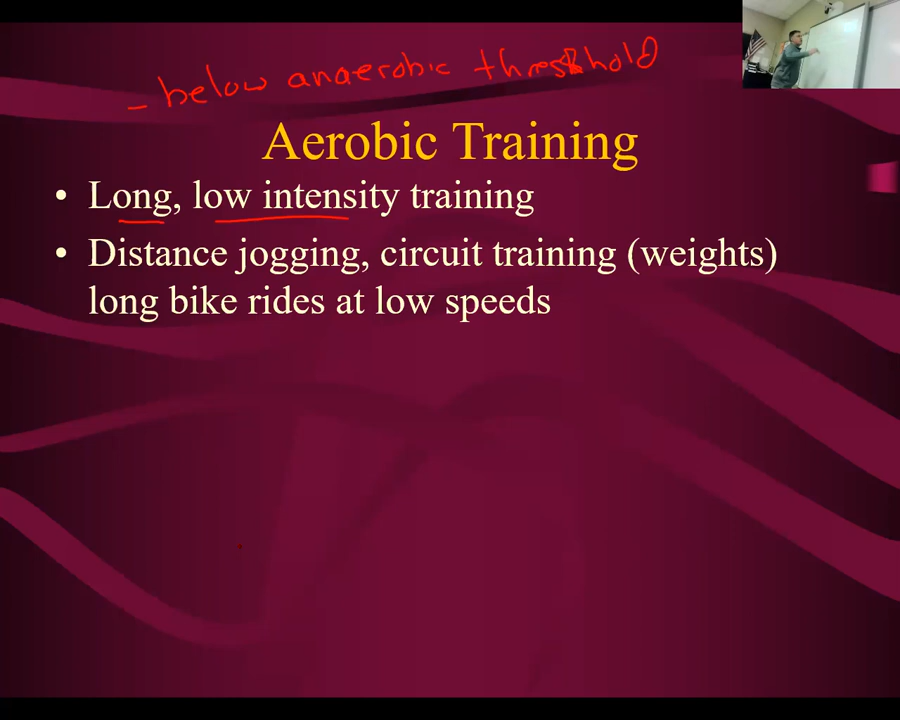 - below anaerobic threshold
Aerobic Training
• Long, low intensity training
• Distance jogging, circuit training (weights)
long bike rides at low speeds